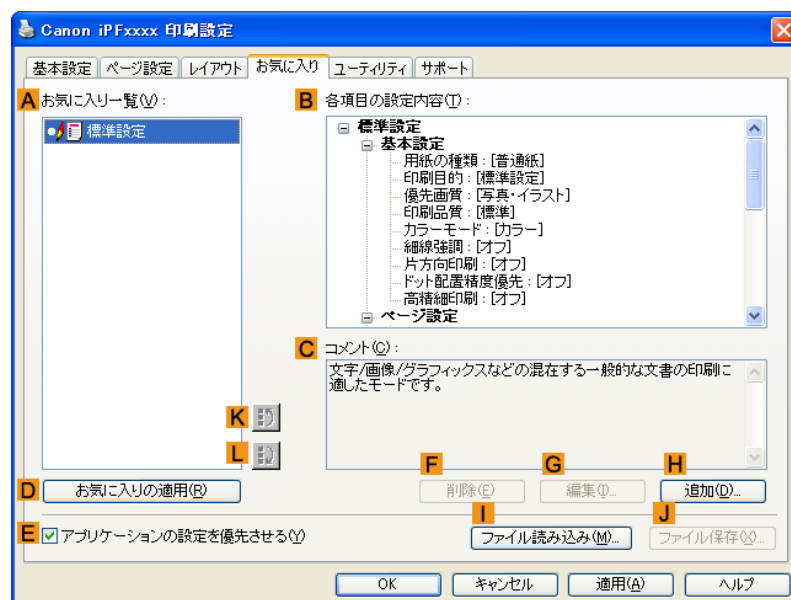 Canon iPFxxxx 印刷設定
基本設定 ページ設定 レイアウト お気に入り ユーティリティ サポート
A お気に入り一覧(V):
標準設定
B 各項目の設定内容(T):
標準設定
基本設定
用紙の種類:[普通紙]
印刷目的:[標準設定]
優先画質:[写真・イラスト]
印刷品質:[標準]
カラーモード:[カラー]
細線強調:[オフ]
片方向印刷:[オフ]
ドット配置精度優先:[オフ]
高精細印刷:[オフ]
ページ設定
C コメント(C):
文字/画像/グラフィックスなどの混在する一般的な文書の印刷に
適したモードです。
K
L
D お気に入りの適用(R)
F 削除(E)
G 編集(I)...
H 追加(D)...
E アプリケーションの設定を優先させる(Y)
I ファイル読み込み(M)...
J ファイル保存(X)...
OK キャンセル 適用(A) ヘルプ